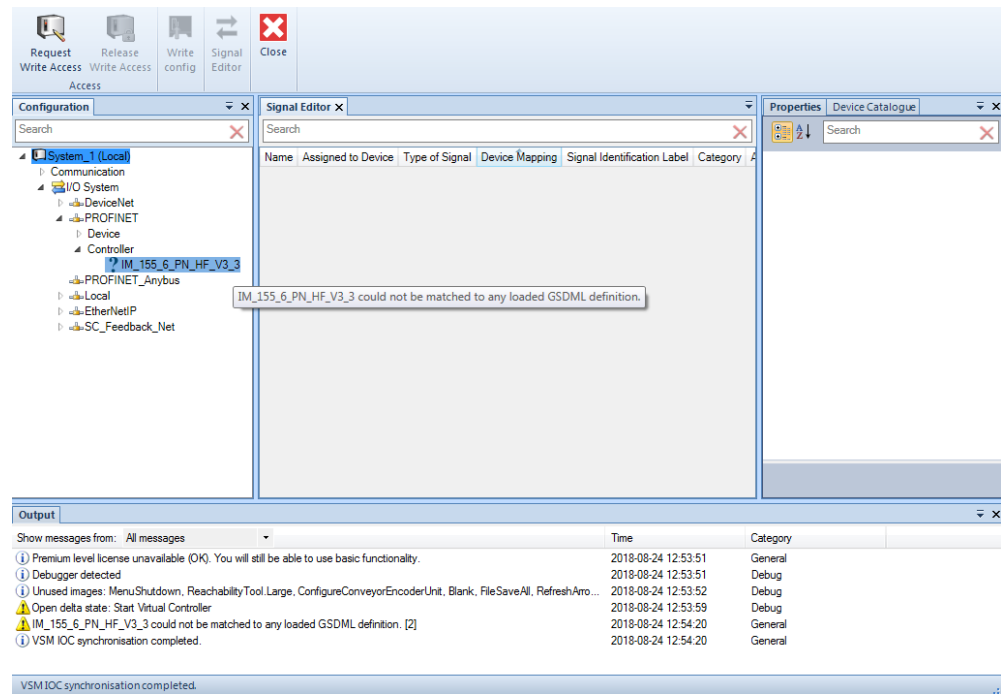 Request Write Access
Release Write Access
Write config
Signal Editor
Close
Access
Configuration
Search
System_1 (Local)
Communication
I/O System
DeviceNet
PROFINET
Device
Controller
? IM_155_6_PN_HF_V3_3
PROFINET_Anybus
Local
EtherNetIP
SC_Feedback_Net
Signal Editor X
Search
Name Assigned to Device Type of Signal Device Mapping Signal Identification Label Category A
IM_155_6_PN_HF_V3_3 could not be matched to any loaded GSDML definition.
Properties Device Catalogue
Search
Output
Show messages from: All messages Time Category
Premium level license unavailable (OK). You will still be able to use basic functionality. 2018-08-24 12:53:51 General
Debugger detected 2018-08-24 12:53:51 Debug
Unused images: MenuShutdown, ReachabilityTool.Large, ConfigureConveyorEncoderUnit, Blank, FileSaveAll, RefreshArro... 2018-08-24 12:53:52 Debug
Open delta state: Start Virtual Controller 2018-08-24 12:53:59 Debug
IM_155_6_PN_HF_V3_3 could not be matched to any loaded GSDML definition. [2] 2018-08-24 12:54:20 General
VSM IOC synchronisation completed. 2018-08-24 12:54:20 General
VSM IOC synchronisation completed.